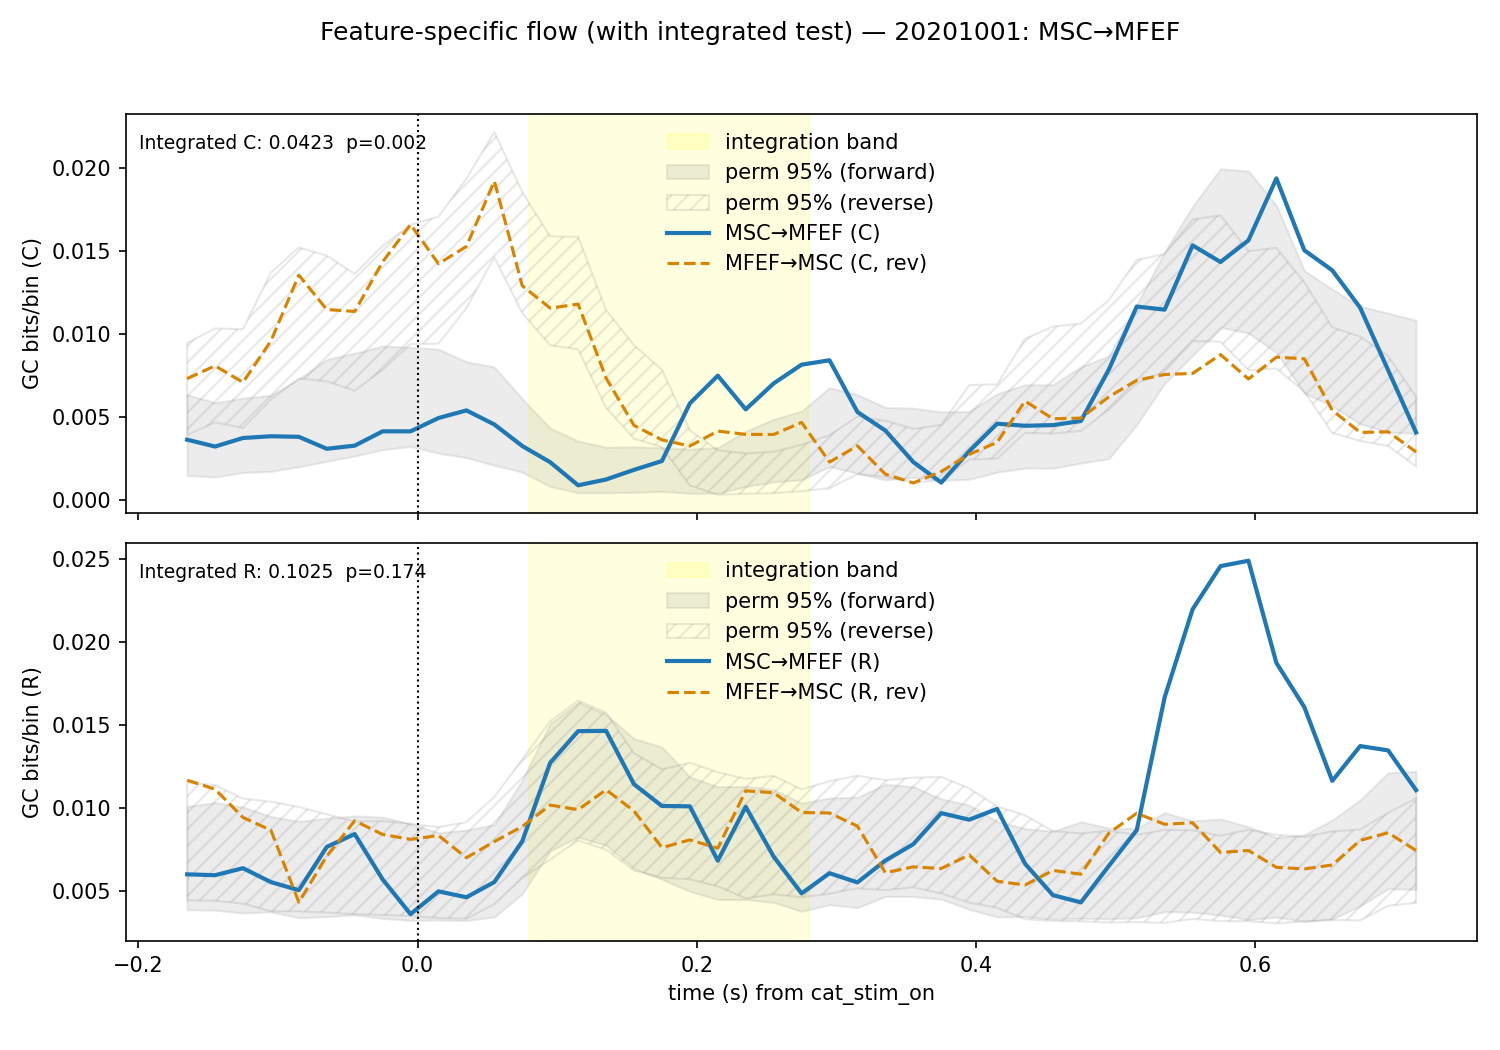 Feature-specific flow (with integrated test) — 20201001: MSC→MFEF
Integrated C: 0.0423  p=0.002
integration band
perm 95% (forward)
perm 95% (reverse)
MSC→MFEF (C)
MFEF→MSC (C, rev)
GC bits/bin (C)
0.020
0.015
0.010
0.005
0.000
Integrated R: 0.1025  p=0.174
integration band
perm 95% (forward)
perm 95% (reverse)
MSC→MFEF (R)
MFEF→MSC (R, rev)
GC bits/bin (R)
0.025
0.020
0.015
0.010
0.005
−0.2
0.0
0.2
0.4
0.6
time (s) from cat_stim_on